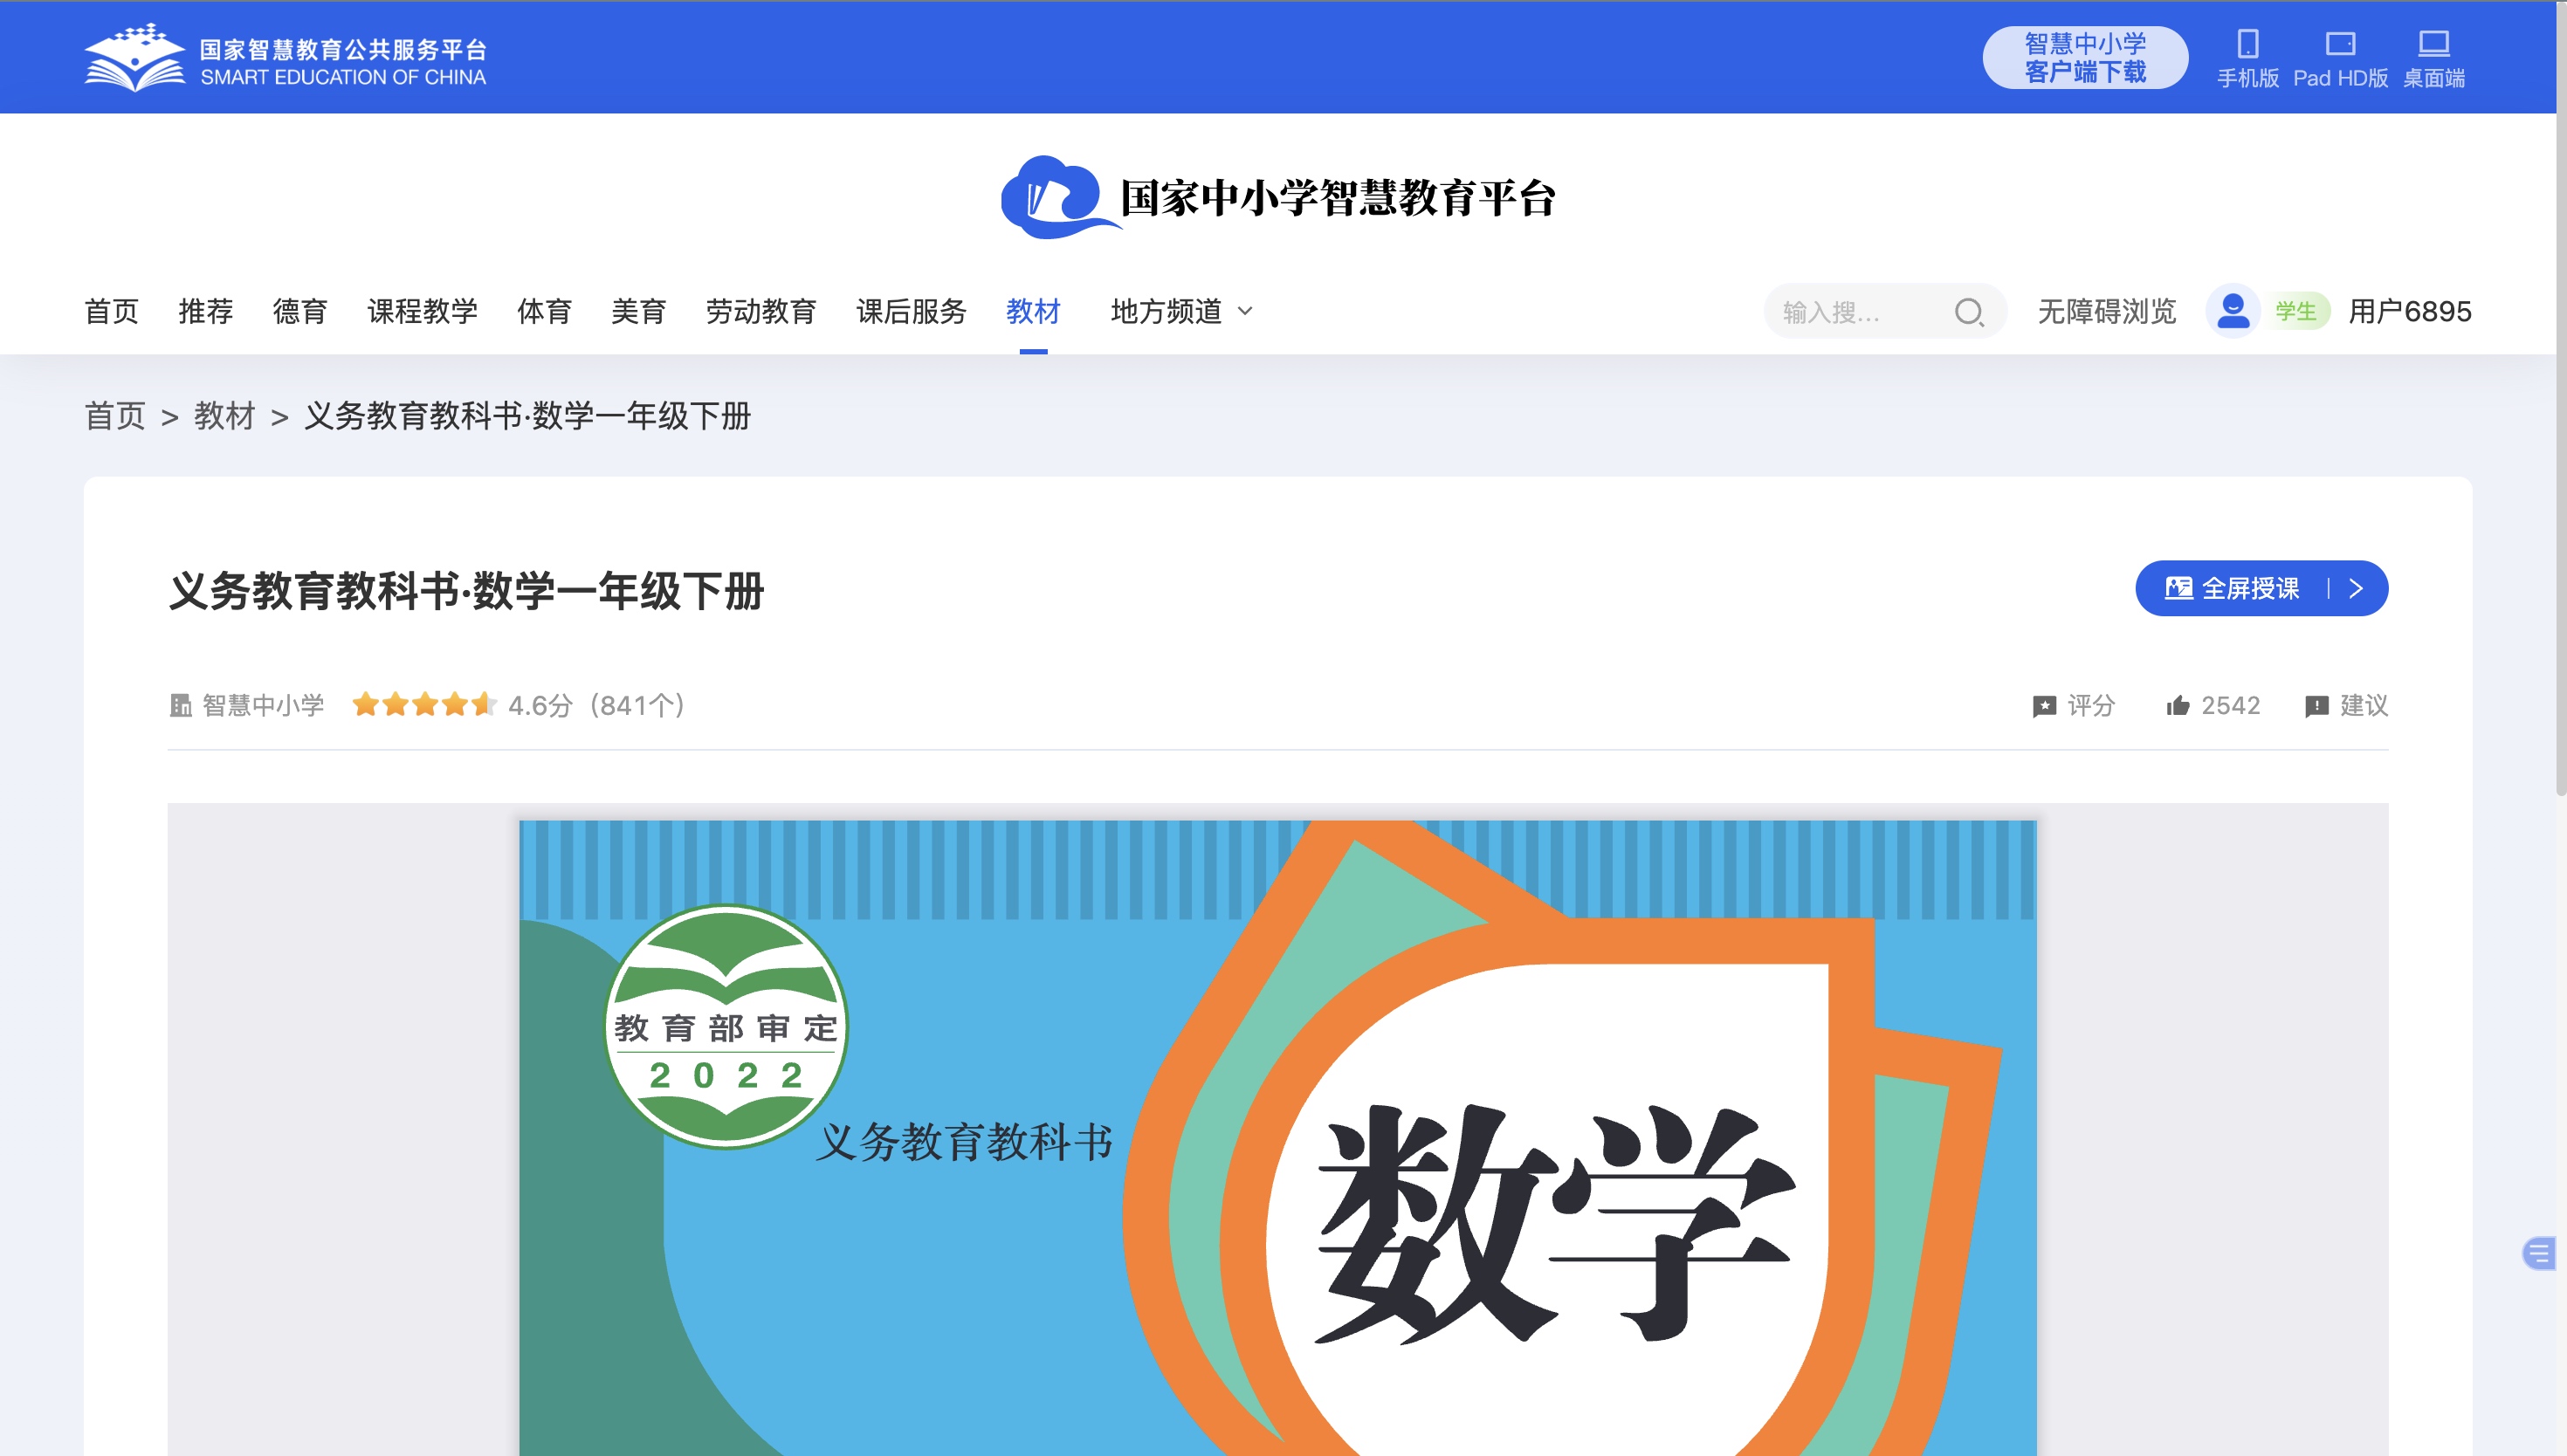 国家智慧教育公共服务平台
SMART EDUCATION OF CHINA
智慧中小学
客户端下载
手机版 Pad HD版 桌面端
国家中小学智慧教育平台
首页 推荐 德育 课程教学 体育 美育 劳动教育 课后服务 教材 地方频道 输入搜... 无障碍浏览 学生 用户6895
首页 > 教材 > 义务教育教科书·数学一年级下册
义务教育教科书·数学一年级下册
全屏授课
智慧中小学 4.6分（841个） 评分 2542 建议
教育部审定
2022
义务教育教科书
数学